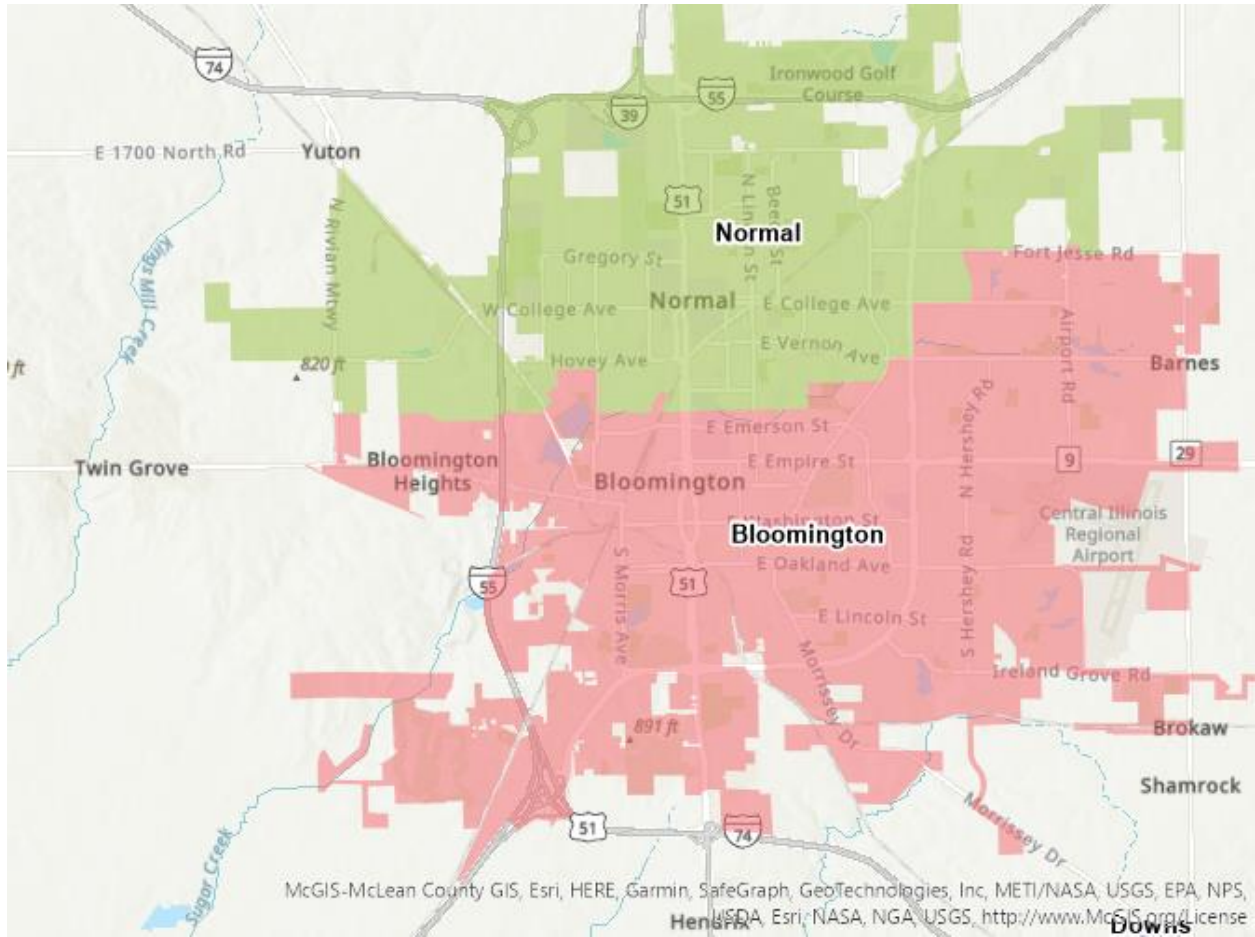 74
Ironwood Golf
Course
55
39
E 1700 North Rd
Yuton
51
N Rivian Mtwy
N Lin
St
Bee
St
Normal
Kings Mill Creek
Gregory St
Fort Jesse Rd
Normal
W College Ave
E College Ave
Airport Rd
Hovey Ave
E Vernon Ave
820 ft
ft
Barnes
N Hershey Rd
E Emerson St
Twin Grove
Bloomington
Heights
E Empire St
9
29
Bloomington
E Washington St
Bloomington
Central Illinois
Regional
Airport
S Morris Ave
E Oakland Ave
55
51
E Lincoln St
S Hershey Rd
Morrissey Dr
Ireland Grove Rd
891 ft
Brokaw
Shamrock
Morrissey Dr
51
74
Sugar Creek
McGIS-McLean County GIS, Esri, HERE, Garmin, SafeGraph, GeoTechnologies, Inc, METI/NASA, USGS, EPA, NPS,
USDA, Esri, NASA, NGA, USGS, http://www.McGIS.org/License
Downs